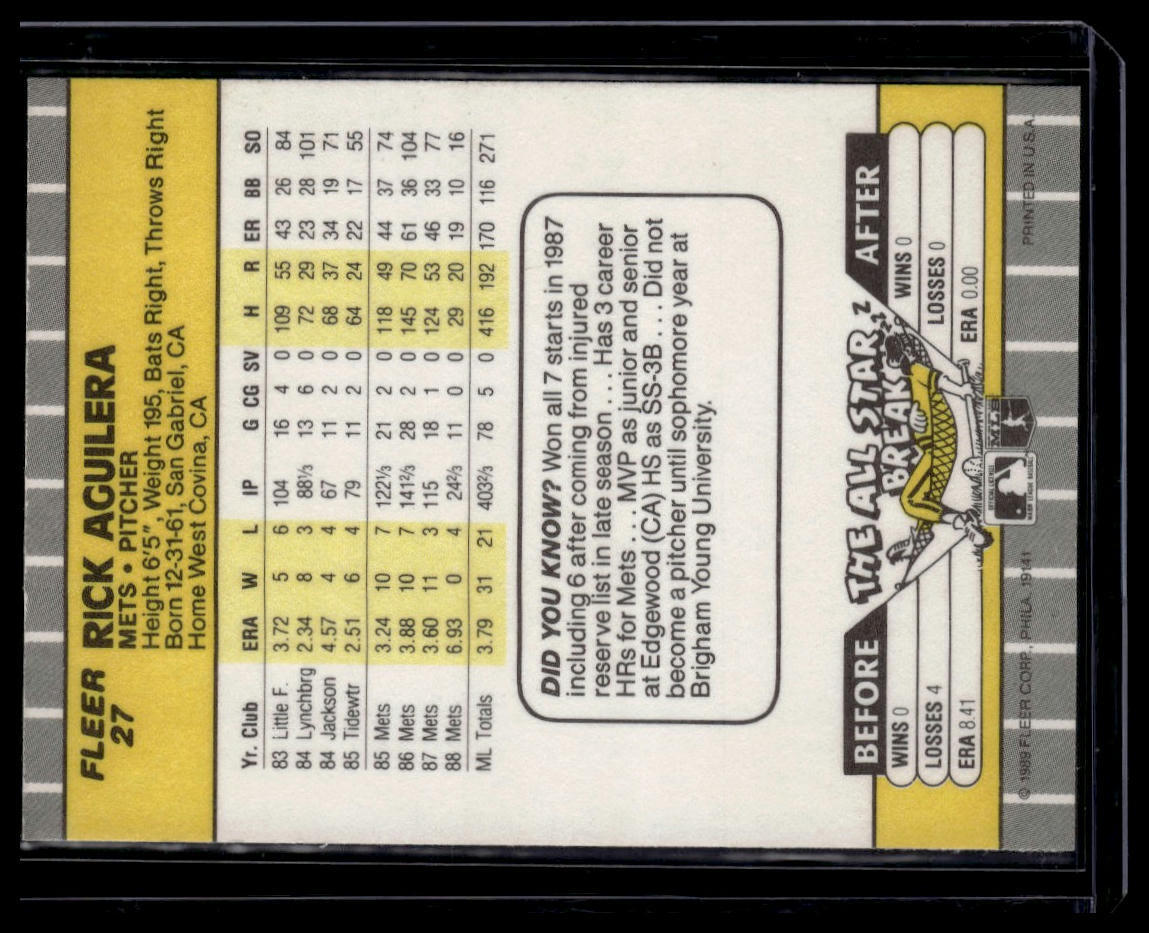 FLEER RICK AGUILERA
27 METS • PITCHER
Height 6'5", Weight 195, Bats Right, Throws Right
Born 12-31-61, San Gabriel, CA
Home West Covina, CA
Yr. Club ERA W L IP G CG SV H R ER BB SO
83 Little F. 3.72 5 6 104 16 4 0 109 55 43 26 84
84 Lynchbrg 2.34 8 3 88⅓ 13 6 0 72 29 23 28 101
84 Jackson 4.57 4 4 67 11 2 0 68 37 34 19 71
85 Tidewtr 2.51 6 4 79 11 2 0 64 24 22 17 55
85 Mets 3.24 10 7 122⅓ 21 2 0 118 49 44 37 74
86 Mets 3.88 10 7 141⅔ 28 2 0 145 70 61 36 104
87 Mets 3.60 11 3 115 18 1 0 124 53 46 33 77
88 Mets 6.93 0 4 24⅔ 11 0 0 29 20 19 10 16
ML Totals 3.79 31 21 403⅔ 78 5 0 416 192 170 116 271
DID YOU KNOW? Won all 7 starts in 1987
including 6 after coming from injured
reserve list in late season . . . Has 3 career
HRs for Mets . . . MVP as junior and senior
at Edgewood (CA) HS as SS-3B . . . Did not
become a pitcher until sophomore year at
Brigham Young University.
BEFORE THE ALL STAR BREAK AFTER
Z Z Z
WINS 0 WINS 0
LOSSES 4 LOSSES 0
ERA 8.41 ERA 0.00
OFFICIAL LICENSEE
MAJOR LEAGUE BASEBALL
© 1989 FLEER CORP., PHILA. 19141 PRINTED IN U.S.A.